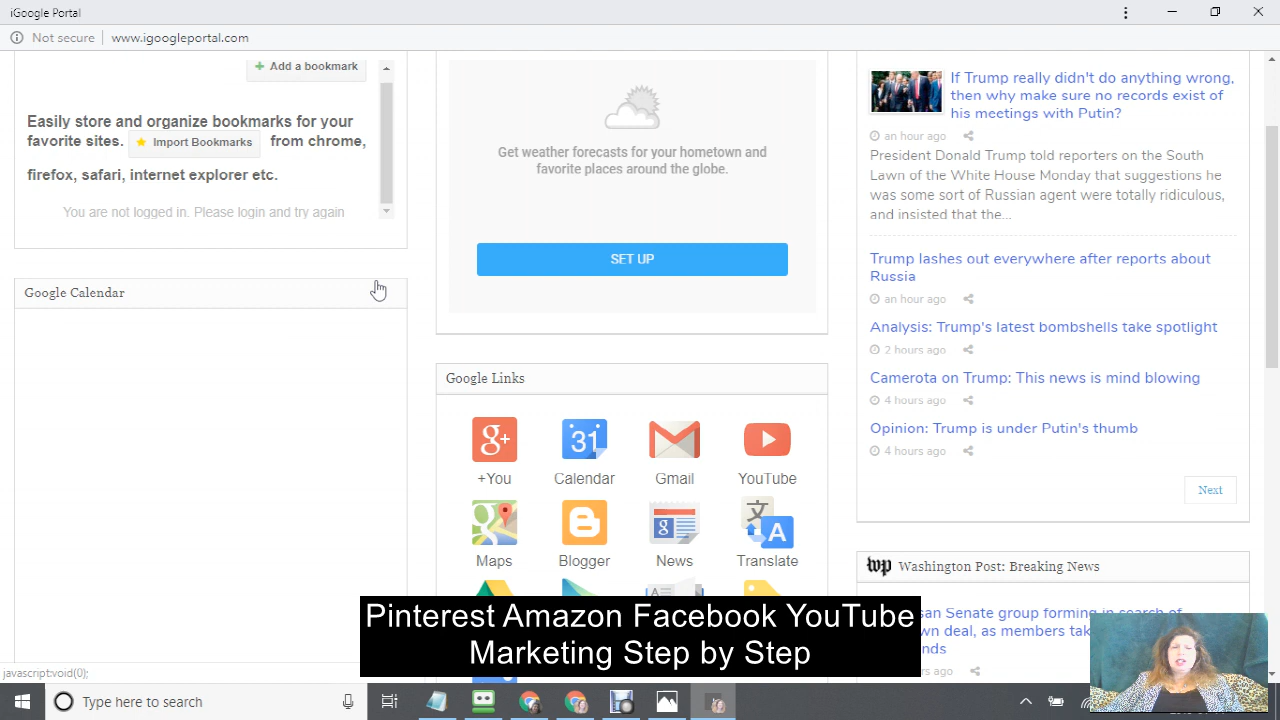 iGoogle Portal
Not secure
www.igoogleportal.com
Add a bookmark
Easily store and organize bookmarks for your
favorite sites. Import Bookmarks from chrome,
firefox, safari, internet explorer etc.
You are not logged in. Please login and try again
Google Calendar
Get weather forecasts for your hometown and
favorite places around the globe.
SET UP
Google Links
g+
31
+You
Calendar
Gmail
YouTube
Maps
Blogger
News
Translate
If Trump really didn't do anything wrong,
then why make sure no records exist of
his meetings with Putin?
an hour ago
President Donald Trump told reporters on the South
Lawn of the White House Monday that suggestions he
was some sort of Russian agent were totally ridiculous,
and insisted that the...
Trump lashes out everywhere after reports about
Russia
an hour ago
Analysis: Trump's latest bombshells take spotlight
2 hours ago
Camerota on Trump: This news is mind blowing
4 hours ago
Opinion: Trump is under Putin's thumb
4 hours ago
Next
wp Washington Post: Breaking News
Senate group forming in search of
deal, as members
ago
Pinterest Amazon Facebook YouTube
Marketing Step by Step
javascript:void(0);
Type here to search